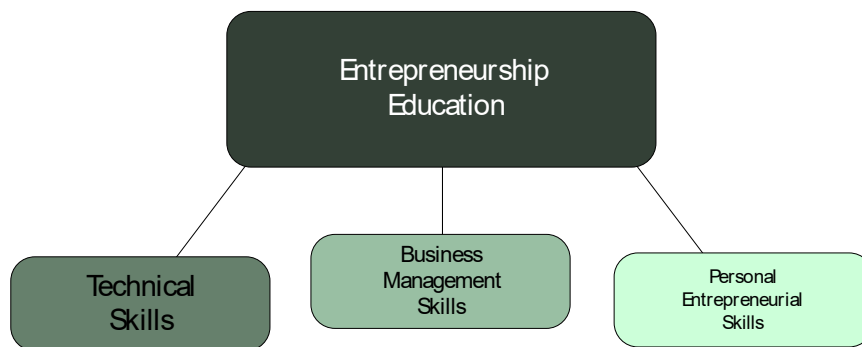 Entrepreneurship
Education
Technical
Skills
Business
Management
Skills
Personal
Entrepreneurial
Skills